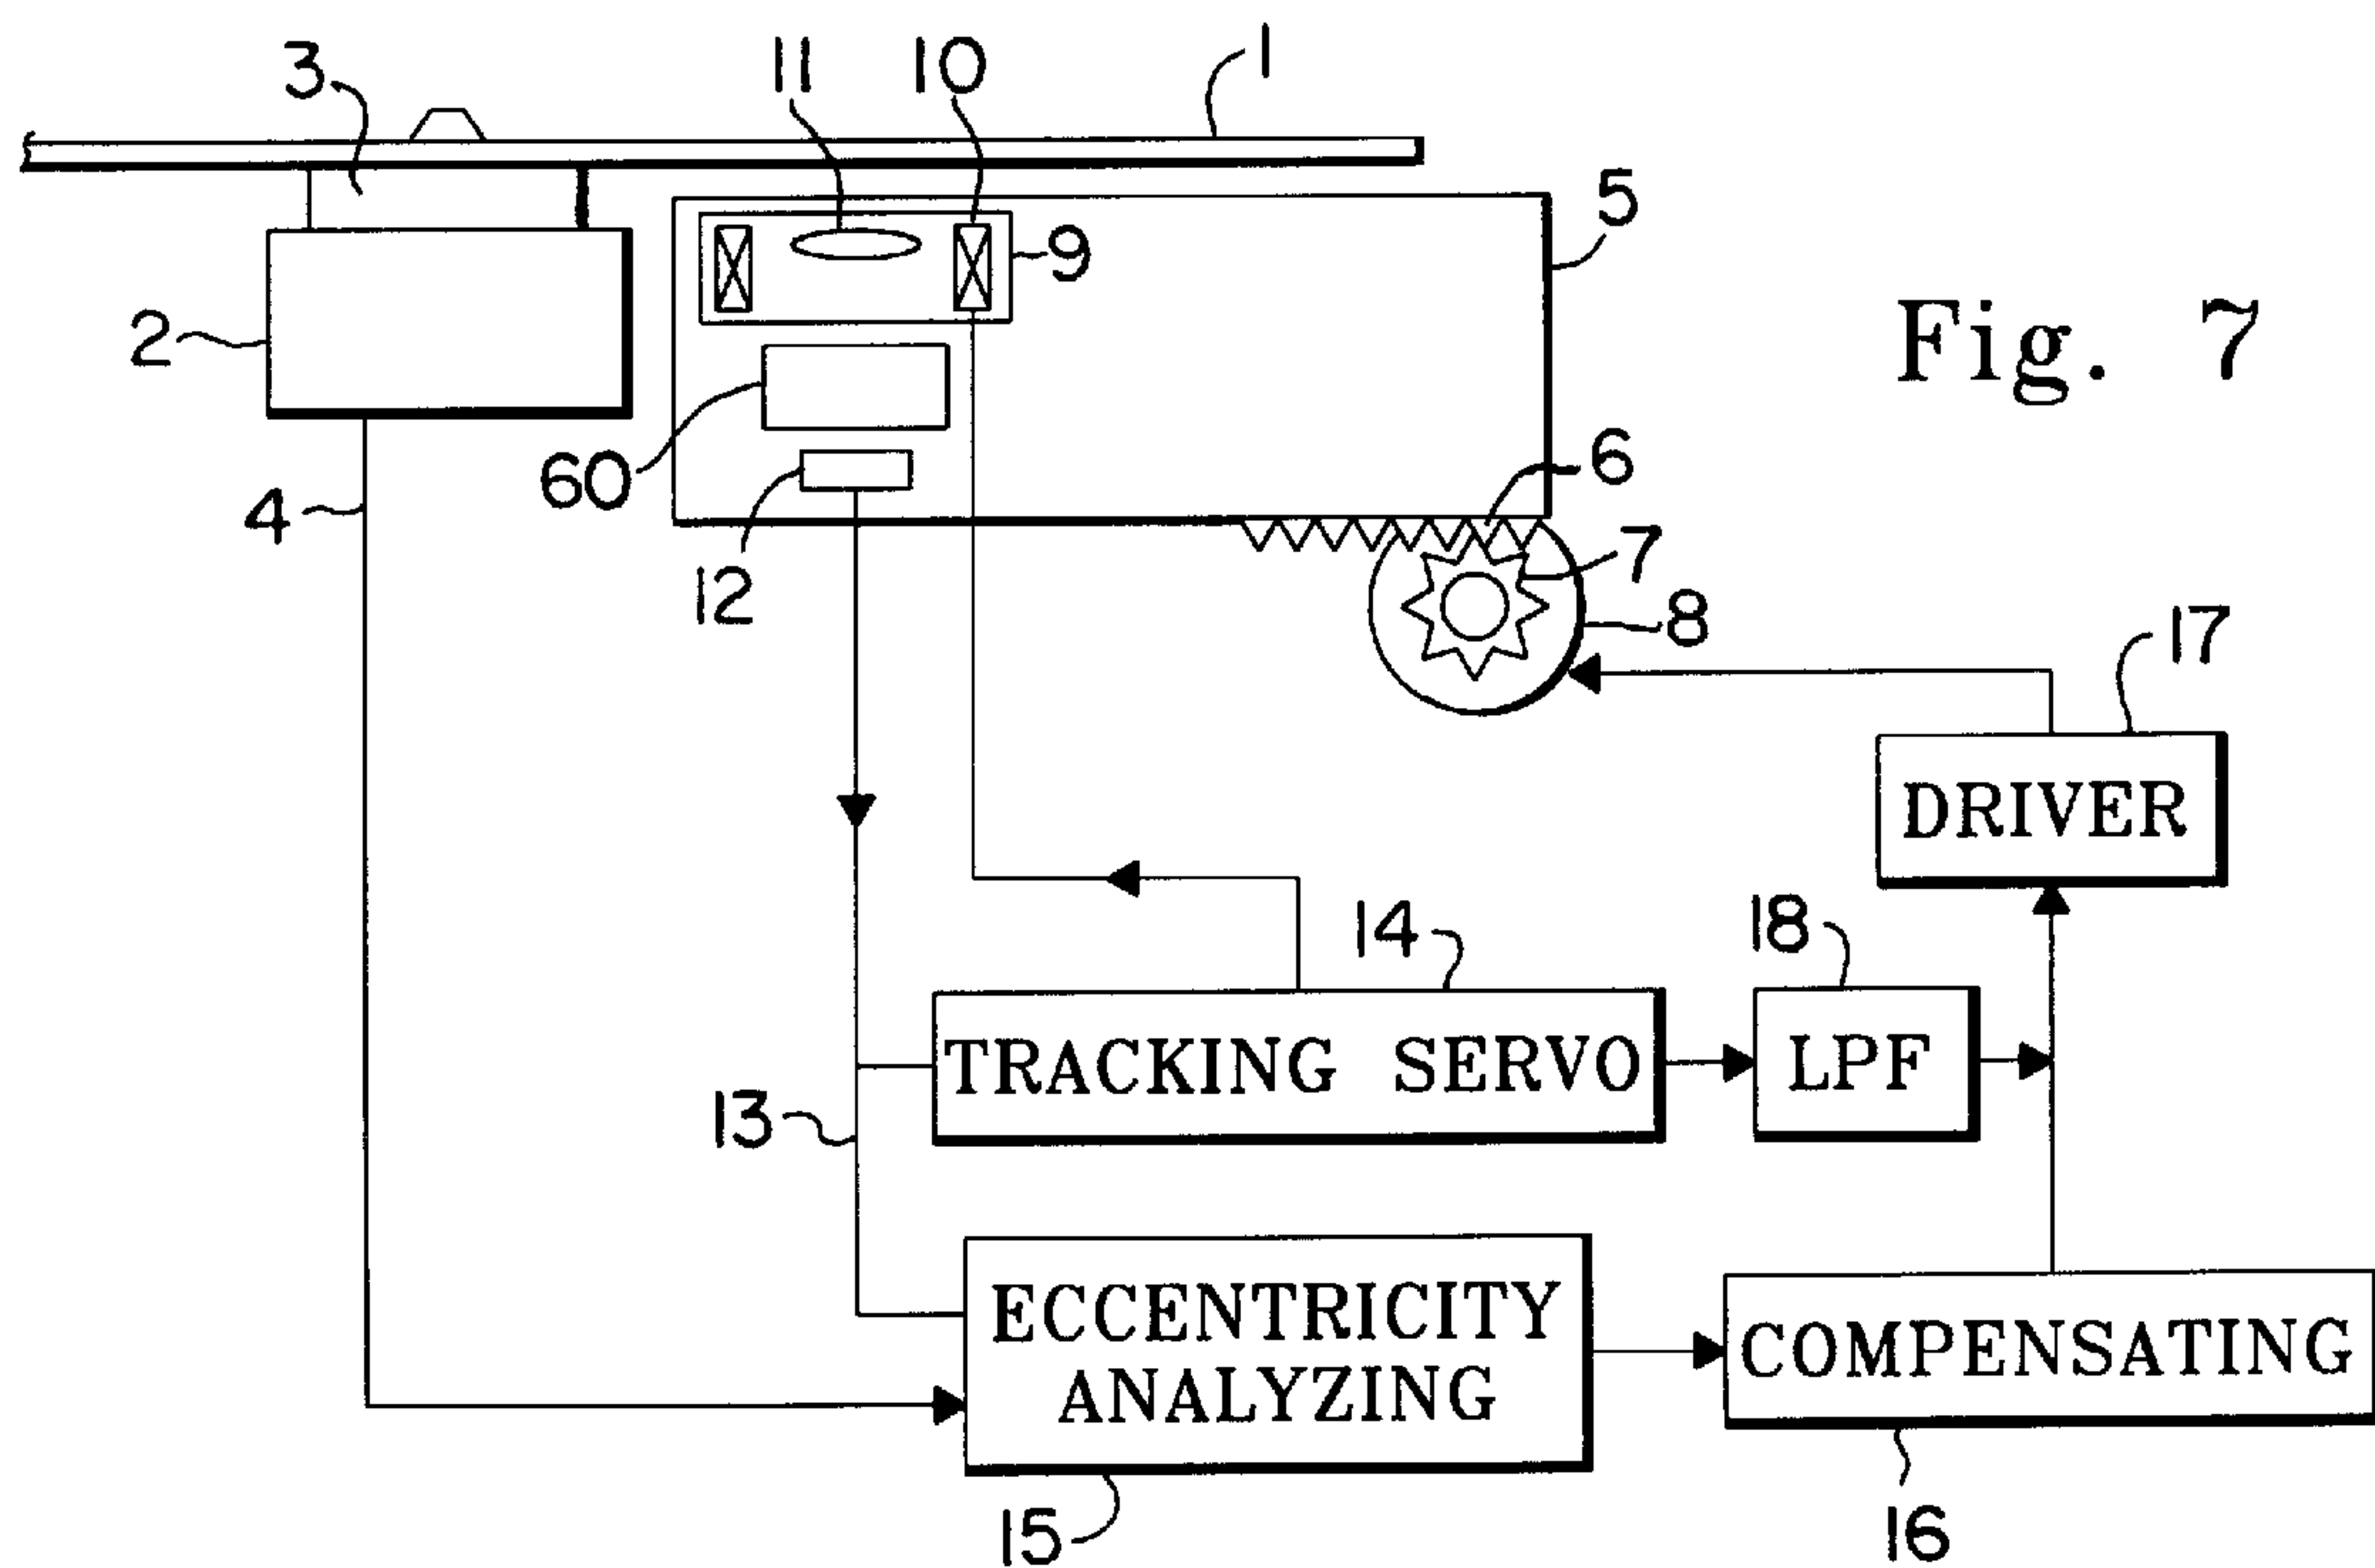 3
11
10
1
5
9
2
Fig. 7
60
6
4
12
7
8
17
DRIVER
14
18
TRACKING SERVO
LPF
13
ECCENTRICITY
ANALYZING
COMPENSATING
15
16